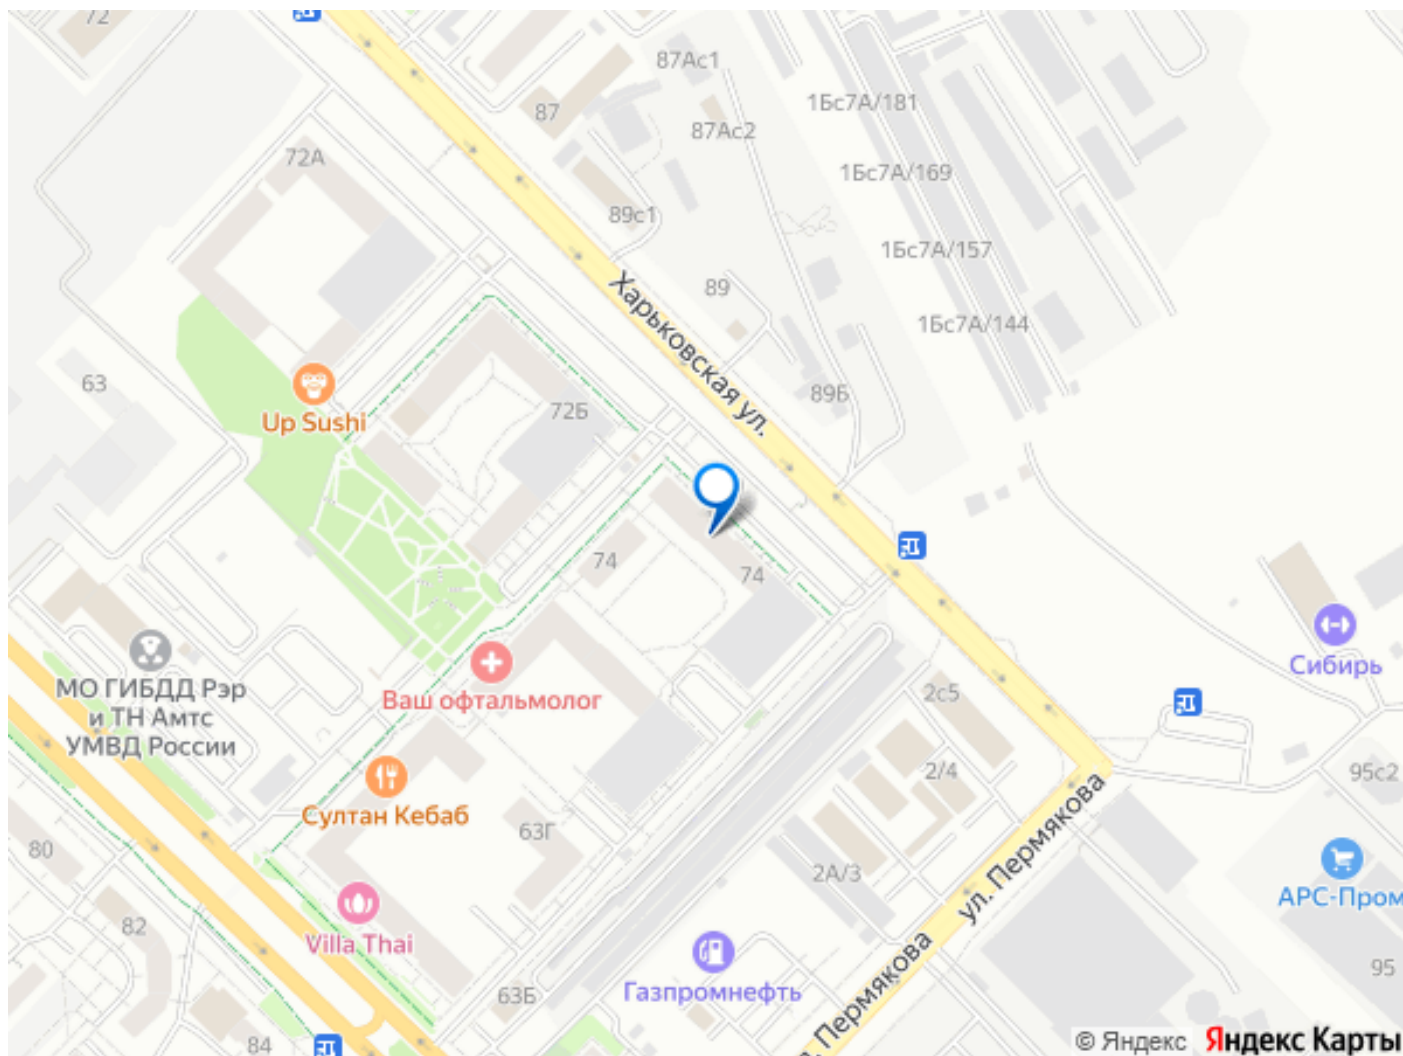 72
87Ас1
1Бс7А/181
87
87Ас2
72А
1Бс7А/169
89с1
1Бс7А/157
89
Харьковская ул.
1Бс7А/144
63
89Б
72Б
Up Sushi
74
74
Сибирь
МО ГИБДД Рэр
и ТН Амтс
УМВД России
Ваш офтальмолог
2с5
2/4
95с2
Султан Кебаб
63Г
80
ул. Пермякова
2А/3
АРС-Пром
82
Villa Thai
Газпромнефть
63Б
95
84
л. Пермякова
© Яндекс Яндекс Карты